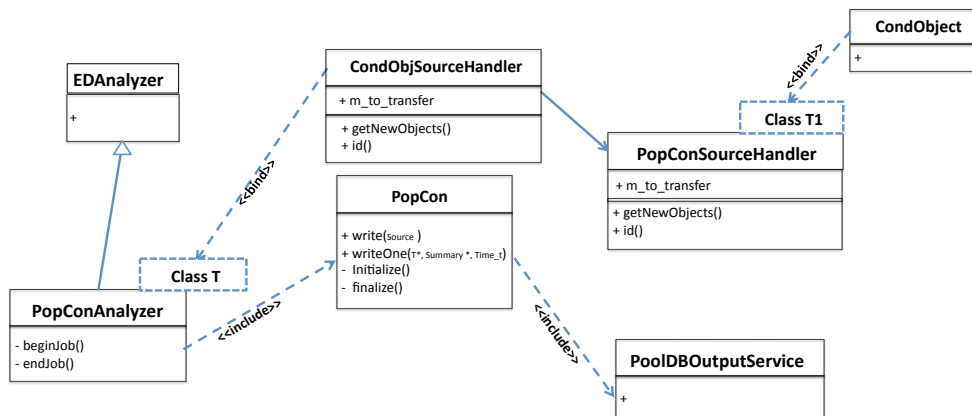 CondObject
+
<<bind>>
Class T1
EDAnalyzer
+
CondObjSourceHandler
+ m_to_transfer
+ getNewObjects()
+ id()
<<bind>>
PopConSourceHandler
+ m_to_transfer
+ getNewObjects()
+ id()
PopCon
+ write(Source )
+ writeOne(T*, Summary *, Time_t)
- Initialize()
- finalize()
Class T
PopConAnalyzer
- beginJob()
- endJob()
<<include>>
<<include>>
PoolDBOutputService
+